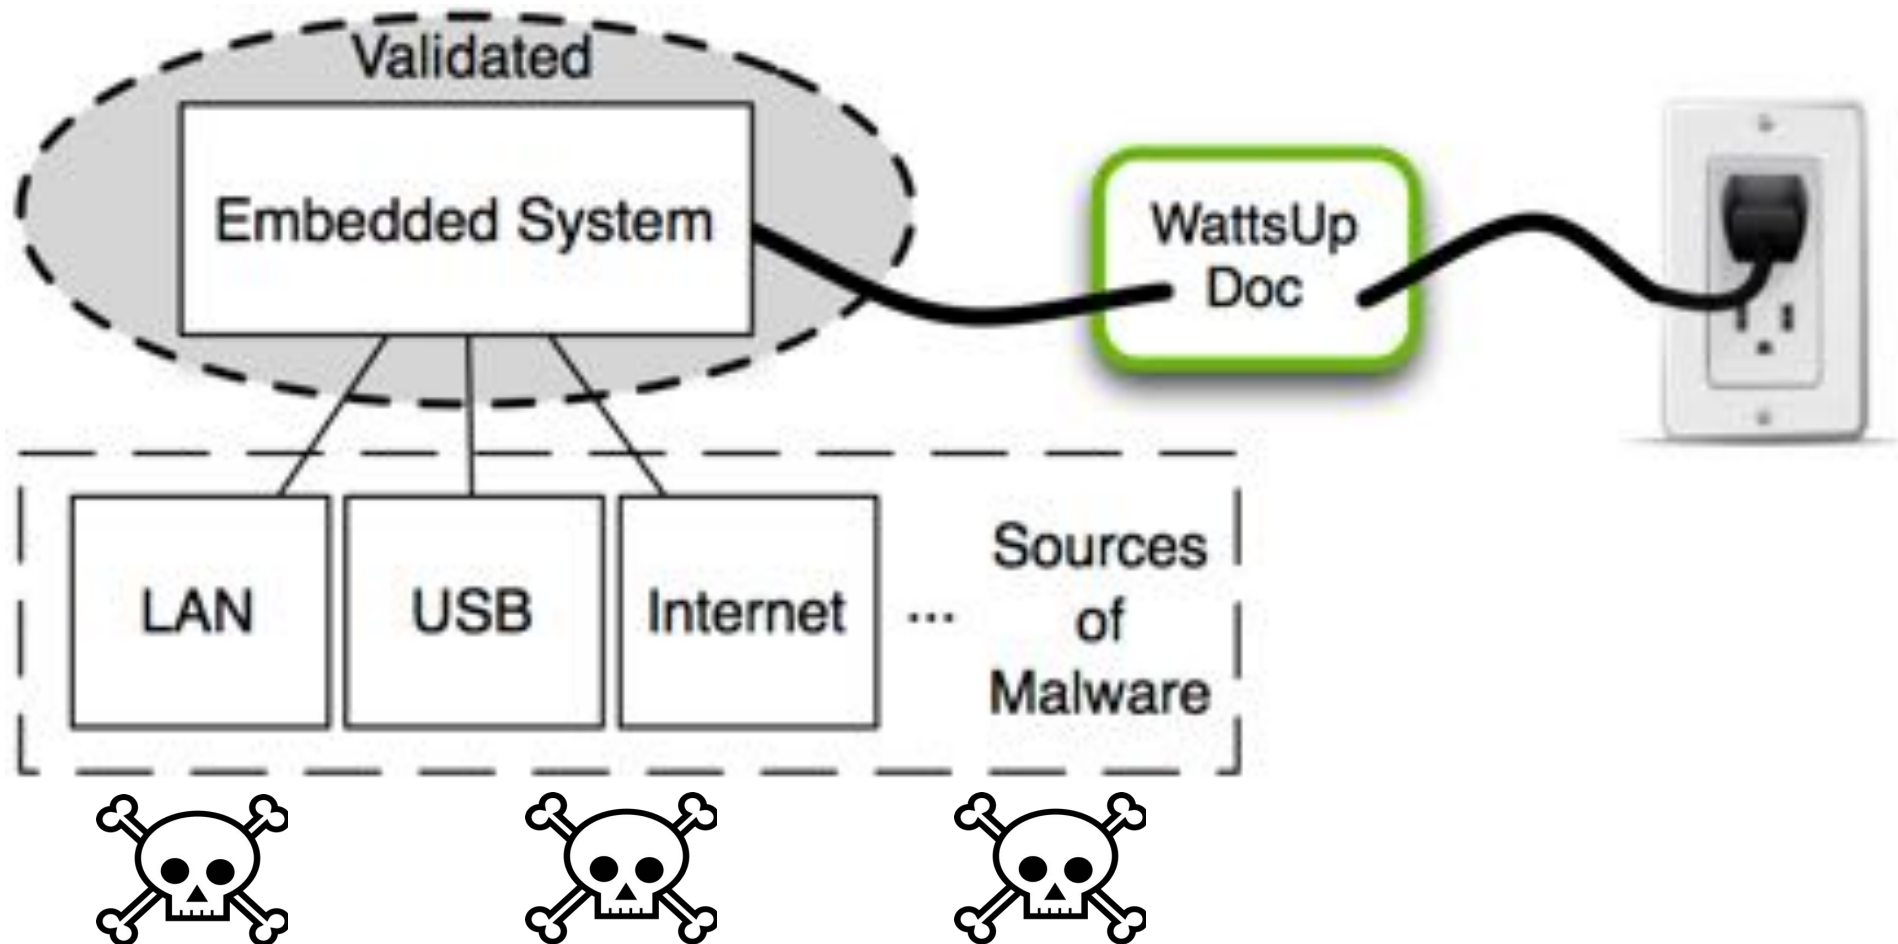 Validated
Embedded System
WattsUp
Doc
LAN
USB
Internet
...
Sources
of
Malware